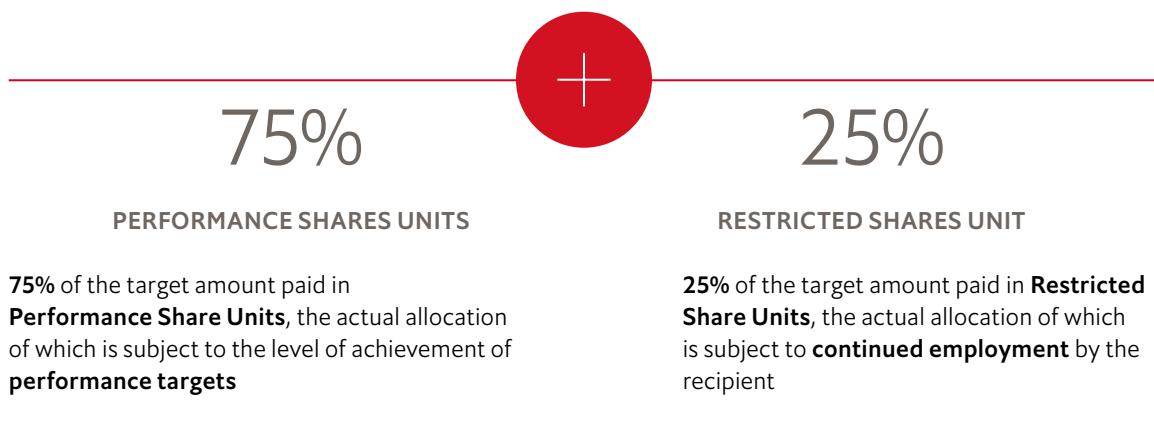 75%
PERFORMANCE SHARES UNITS
75% of the target amount paid in
Performance Share Units, the actual allocation
of which is subject to the level of achievement of
performance targets
25%
RESTRICTED SHARES UNIT
25% of the target amount paid in Restricted
Share Units, the actual allocation of which
is subject to continued employment by the
recipient